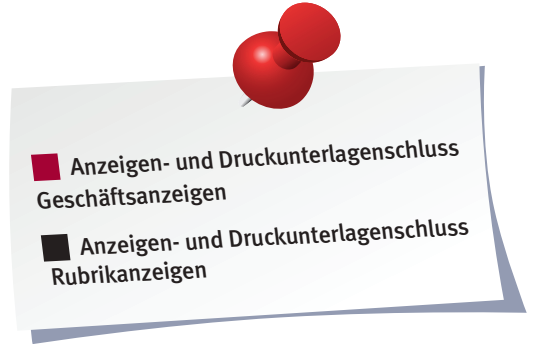 Anzeigen- und Druckunterlagenschluss
Geschäftsanzeigen
Anzeigen- und Druckunterlagenschluss
Rubrikanzeigen